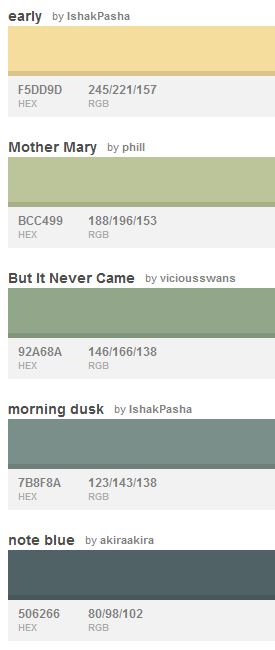 early by IshakPasha
F5DD9D 245/221/157
HEX RGB
Mother Mary by phill
BCC499 188/196/153
HEX RGB
But It Never Came by viciousswans
92A68A 146/166/138
HEX RGB
morning dusk by IshakPasha
7B8F8A 123/143/138
HEX RGB
note blue by akiraakira
506266 80/98/102
HEX RGB